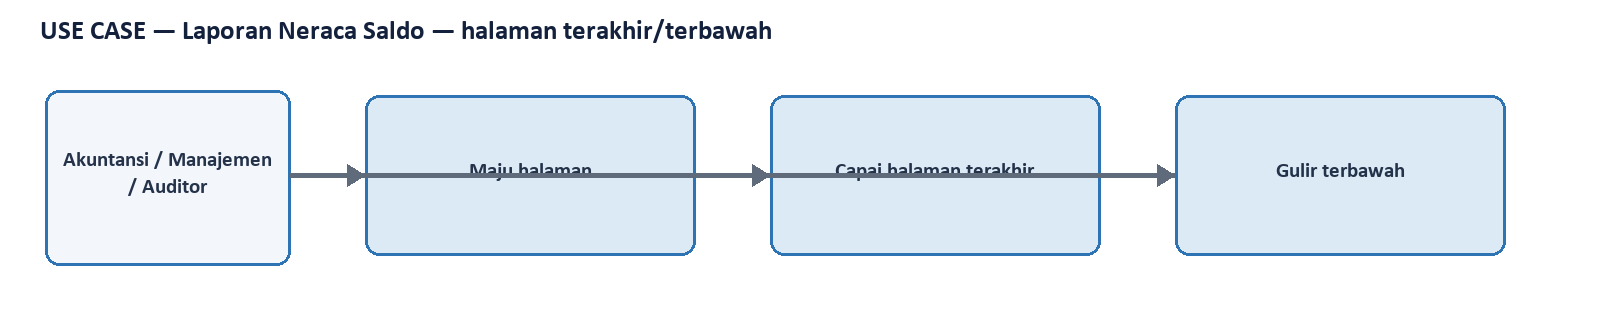 USE CASE — Laporan Neraca Saldo — halaman terakhir/terbawah
Akuntansi / Manajemen
/ Auditor
Maju halaman
Capai halaman terakhir
Gulir terbawah